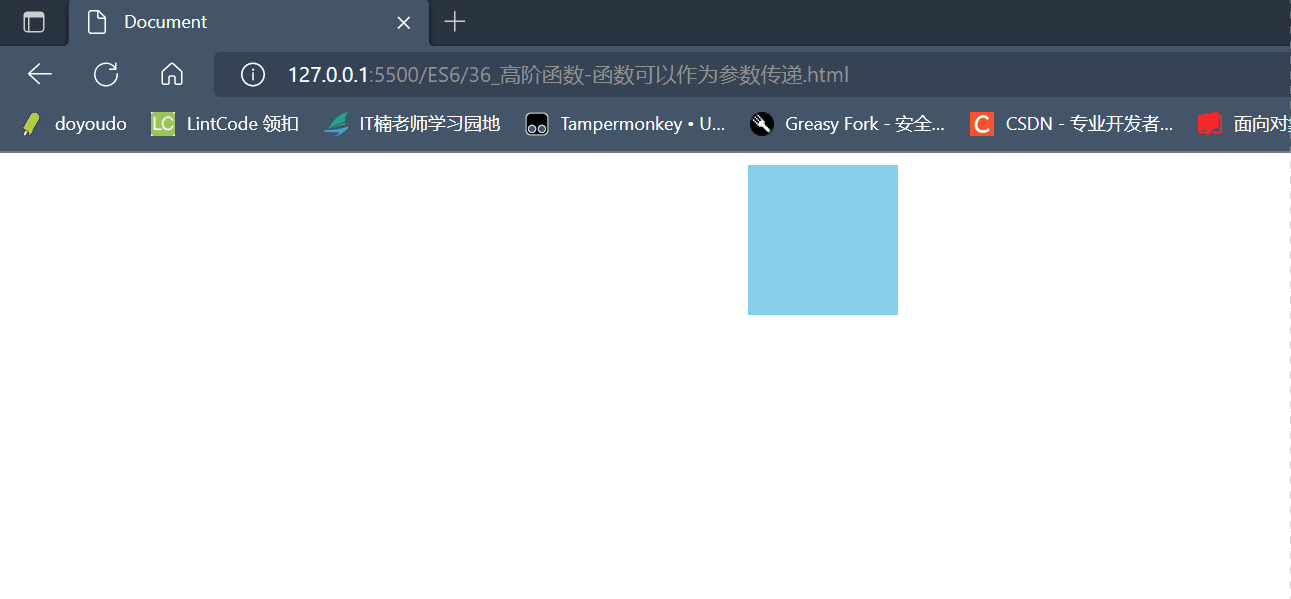 Document
127.0.0.1:5500/ES6/36_高阶函数-函数可以作为参数传递.html
doyoudo LC LintCode 领扣 IT楠老师学习园地 Tampermonkey • U... Greasy Fork - 安全... C CSDN - 专业开发者... 面向对